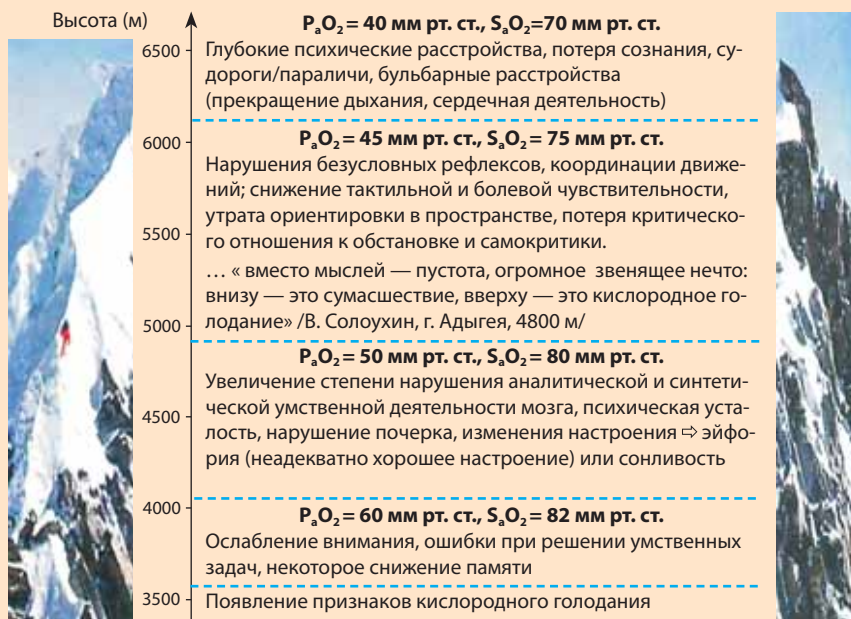 Высота (м)
6500
6000
5500
5000
4500
4000
3500
PₐO₂ = 40 мм рт. ст., SₐO₂=70 мм рт. ст.
Глубокие психические расстройства, потеря сознания, су-
дороги/параличи, бульбарные расстройства
(прекращение дыхания, сердечная деятельность)
PₐO₂ = 45 мм рт. ст., SₐO₂ = 75 мм рт. ст.
Нарушения безусловных рефлексов, координации движе-
ний; снижение тактильной и болевой чувствительности,
утрата ориентировки в пространстве, потеря критическо-
го отношения к обстановке и самокритики.
… « вместо мыслей — пустота, огромное звенящее нечто:
внизу — это сумасшествие, вверху — это кислородное го-
лодание» /В. Солоухин, г. Адыгея, 4800 м/
PₐO₂ = 50 мм рт. ст., SₐO₂ = 80 мм рт. ст.
Увеличение степени нарушения аналитической и синтети-
ческой умственной деятельности мозга, психическая уста-
лость, нарушение почерка, изменения настроения ⇨ эйфо-
рия (неадекватно хорошее настроение) или сонливость
PₐO₂ = 60 мм рт. ст., SₐO₂ = 82 мм рт. ст.
Ослабление внимания, ошибки при решении умственных
задач, некоторое снижение памяти
Появление признаков кислородного голодания